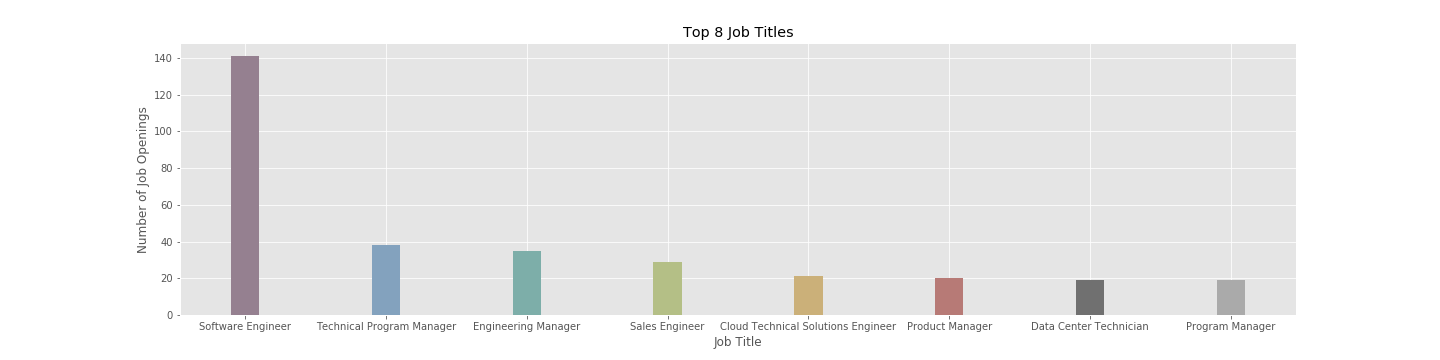 Top 8 Job Titles
Number of Job Openings
140
120
100
80
60
40
20
0
Software Engineer
Technical Program Manager
Engineering Manager
Sales Engineer
Cloud Technical Solutions Engineer
Product Manager
Data Center Technician
Program Manager
Job Title